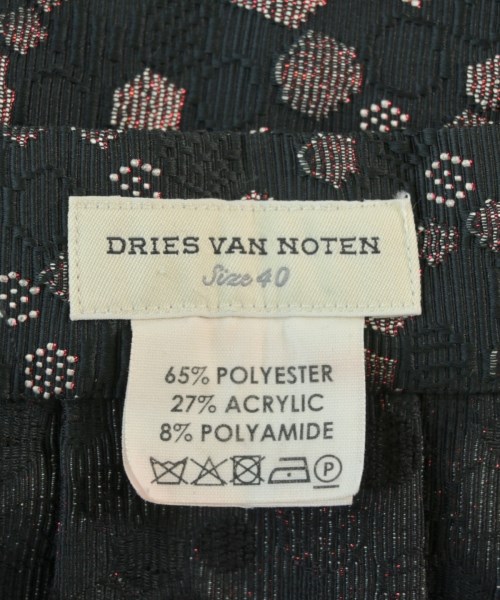 DRIES VAN NOTEN
Size 40
65% POLYESTER
27% ACRYLIC
8% POLYAMIDE
P